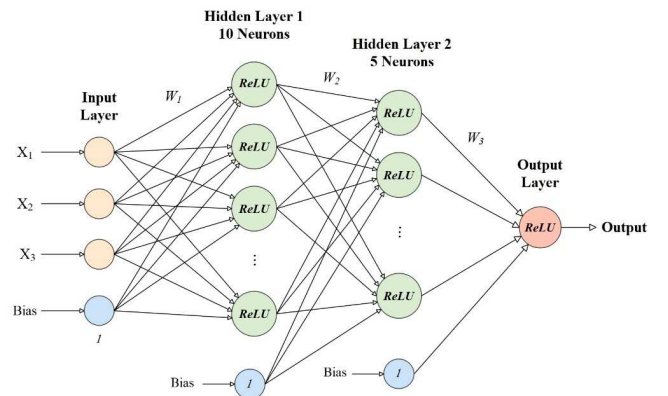 Hidden Layer 1
10 Neurons
Hidden Layer 2
5 Neurons
Input
Layer
W1
W2
W3
Output
Layer
X1
X2
X3
Bias
1
ReLU
ReLU
ReLU
⋮
ReLU
Bias
1
ReLU
ReLU
⋮
ReLU
Bias
1
ReLU
Output